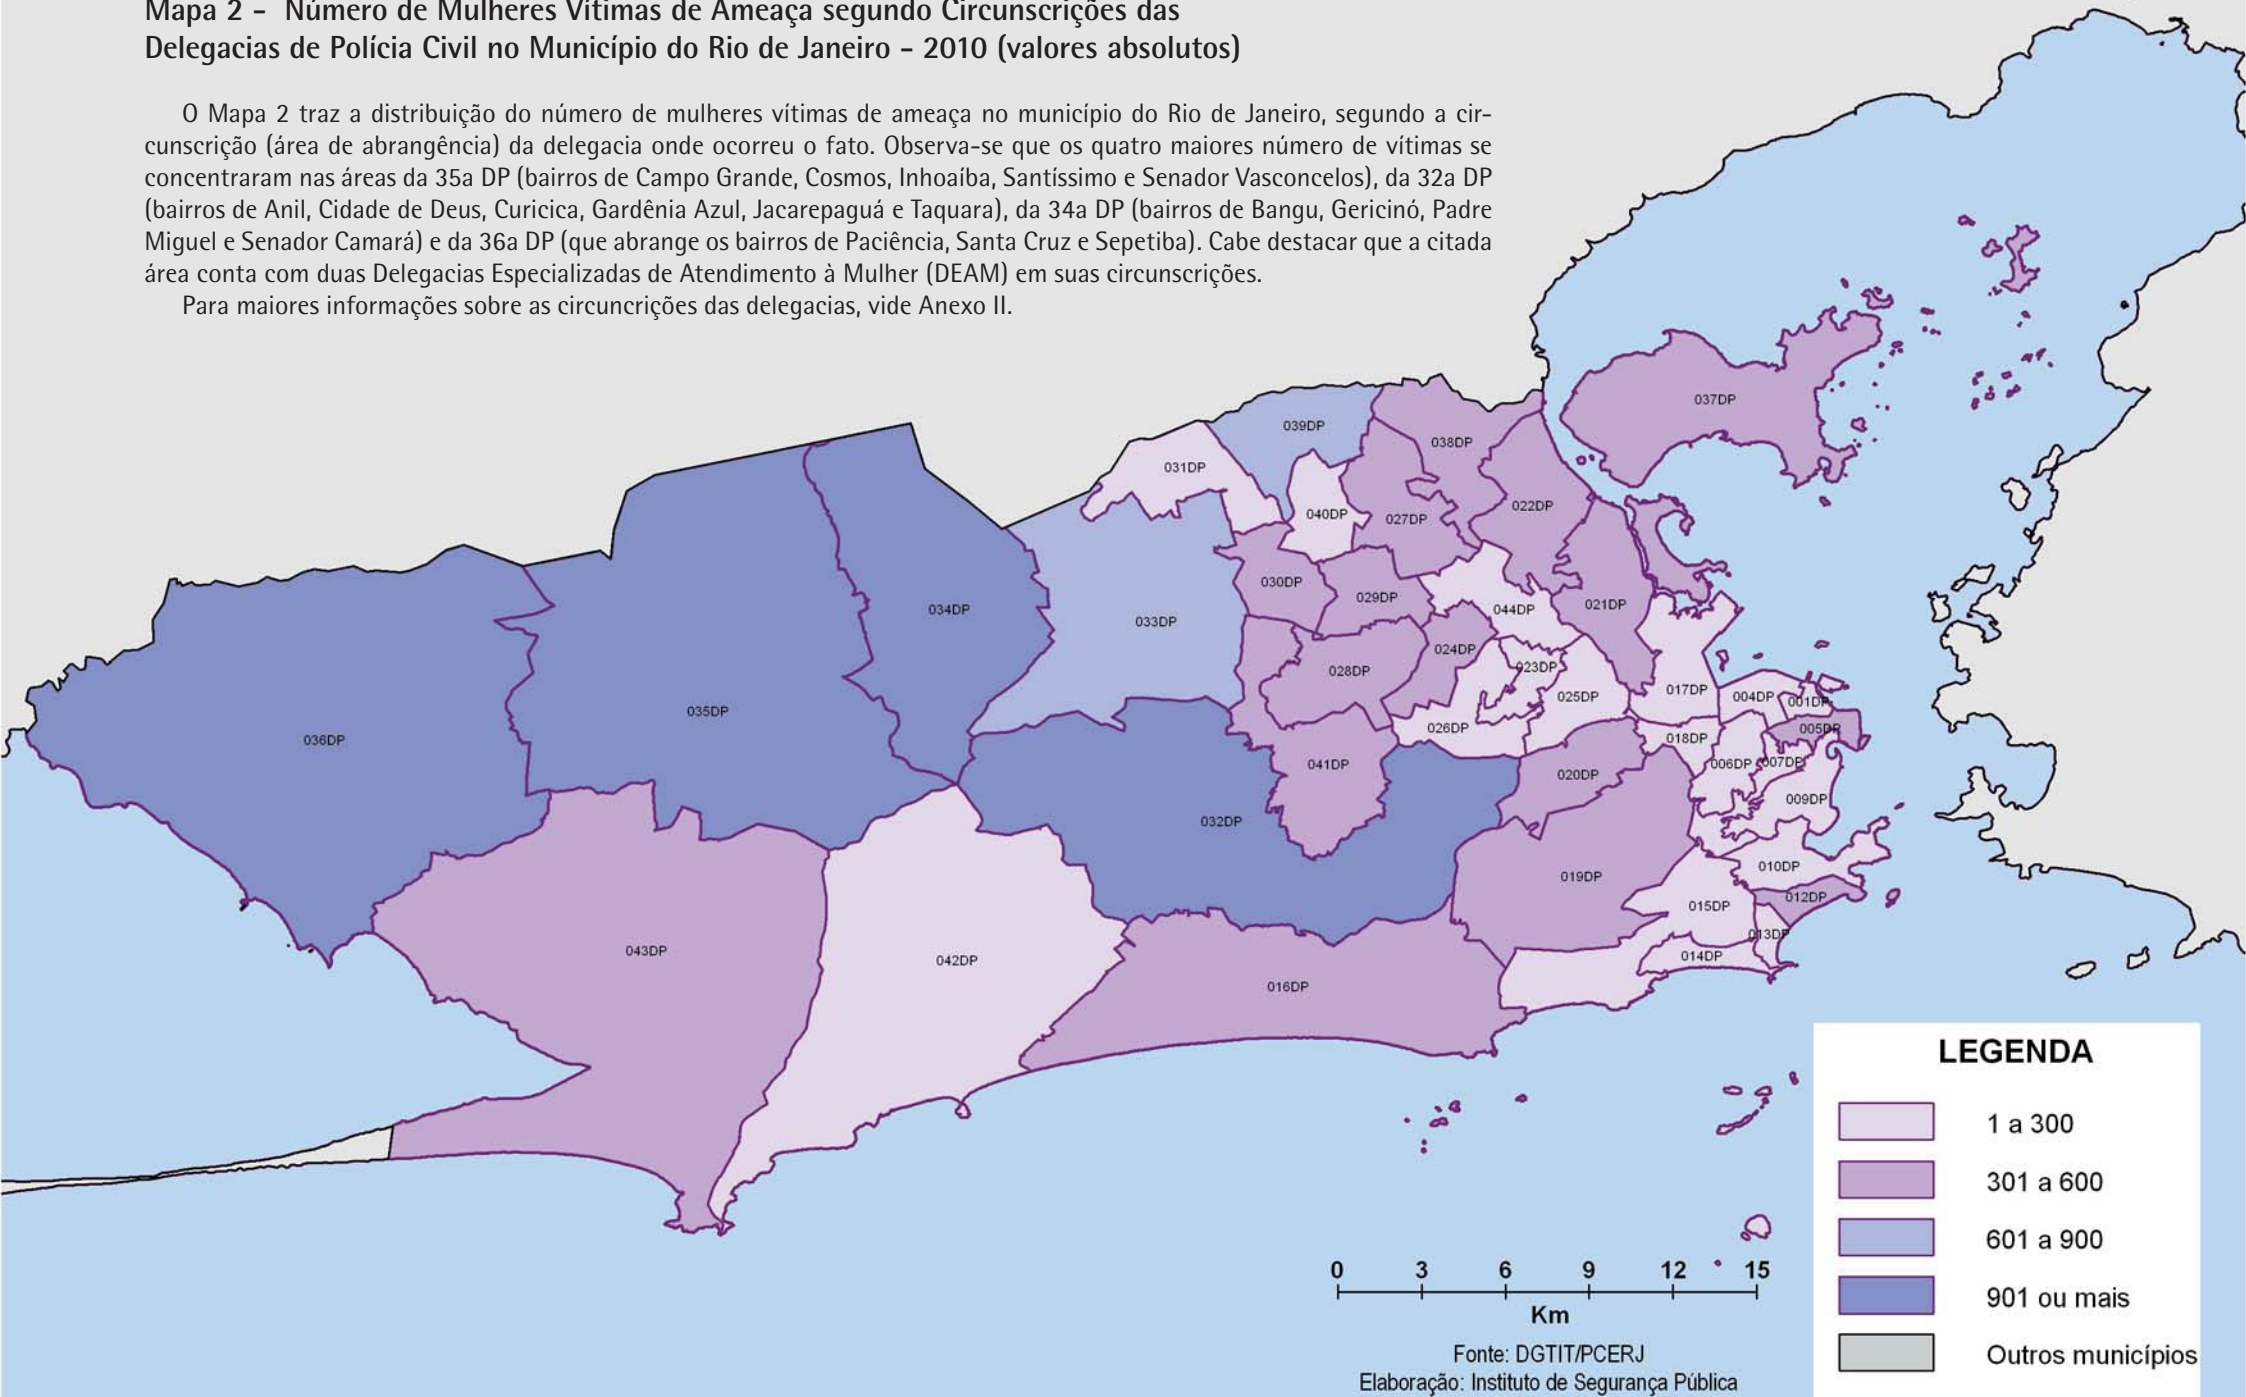 Mapa 2 - Número de Mulheres Vítimas de Ameaça segundo Circunscrições das
Delegacias de Polícia Civil no Município do Rio de Janeiro - 2010 (valores absolutos)
O Mapa 2 traz a distribuição do número de mulheres vítimas de ameaça no município do Rio de Janeiro, segundo a cir-
cunscrição (área de abrangência) da delegacia onde ocorreu o fato. Observa-se que os quatro maiores número de vítimas se
concentraram nas áreas da 35a DP (bairros de Campo Grande, Cosmos, Inhoaíba, Santíssimo e Senador Vasconcelos), da 32a DP
(bairros de Anil, Cidade de Deus, Curicica, Gardênia Azul, Jacarepaguá e Taquara), da 34a DP (bairros de Bangu, Gericinó, Padre
Miguel e Senador Camará) e da 36a DP (que abrange os bairros de Paciência, Santa Cruz e Sepetiba). Cabe destacar que a citada
área conta com duas Delegacias Especializadas de Atendimento à Mulher (DEAM) em suas circunscrições.
Para maiores informações sobre as circuncrições das delegacias, vide Anexo II.
037DP
039DP
038DP
031DP
040DP
027DP
022DP
030DP
029DP
034DP
044DP
021DP
033DP
024DP
023DP
028DP
025DP
017DP
004DP
001DP
035DP
026DP
005DP
036DP
018DP
041DP
006DP
007DP
020DP
009DP
032DP
010DP
019DP
012DP
015DP
013DP
043DP
042DP
014DP
016DP
LEGENDA
1 a 300
301 a 600
601 a 900
901 ou mais
Outros municípios
0 3 6 9 12 15
Km
Fonte: DGTIT/PCERJ
Elaboração: Instituto de Segurança Pública